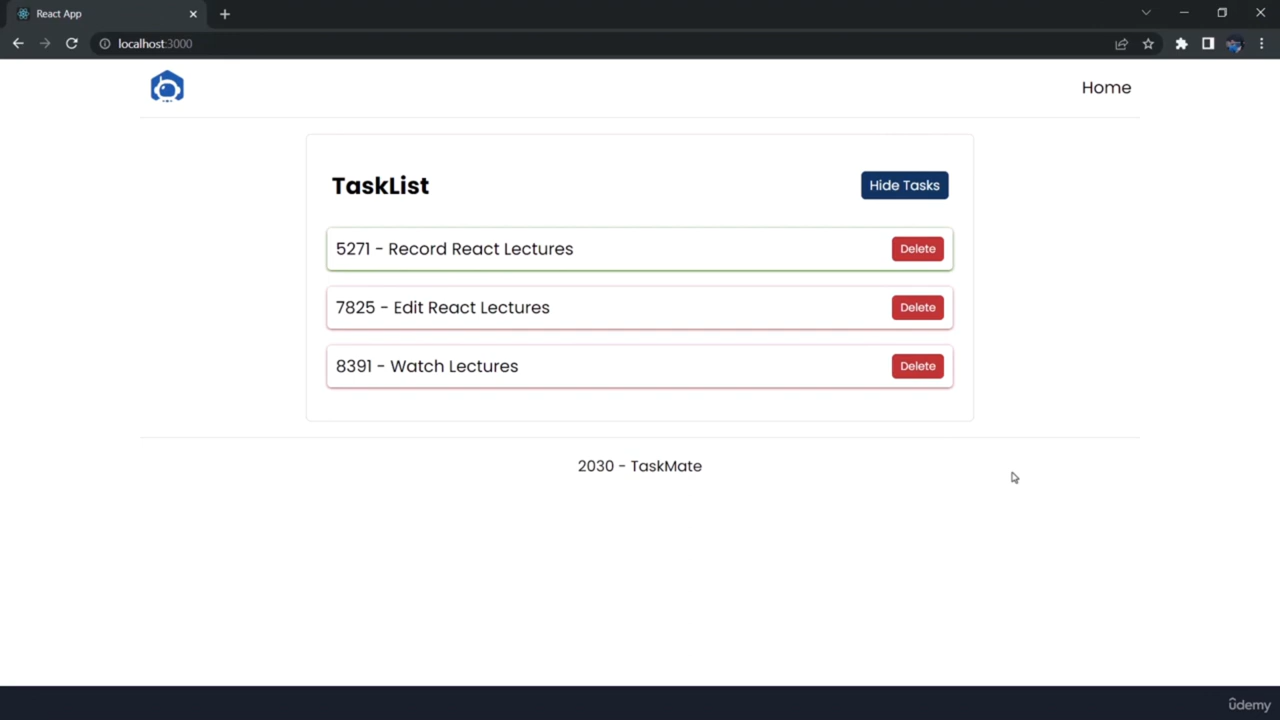 React App
localhost:3000
Home
TaskList
Hide Tasks
5271 - Record React Lectures
Delete
7825 - Edit React Lectures
Delete
8391 - Watch Lectures
Delete
2030 - TaskMate
ûdemy